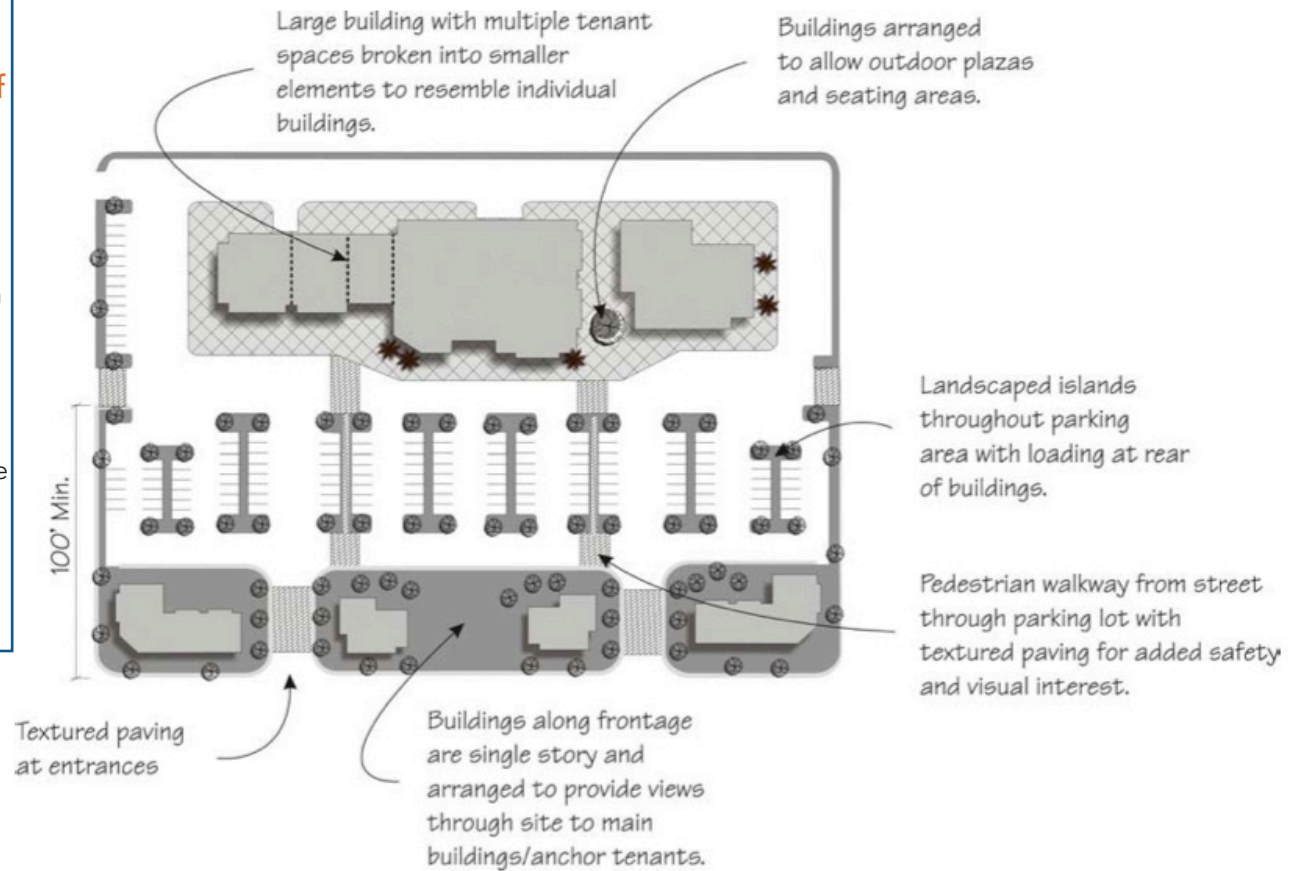 Large building with multiple tenant
spaces broken into smaller
elements to resemble individual
buildings.
Buildings arranged
to allow outdoor plazas
and seating areas.
f
e
Landscaped islands
throughout parking
area with loading at rear
of buildings.
100' Min.
Pedestrian walkway from street
through parking lot with
textured paving for added safety
and visual interest.
Textured paving
at entrances
Buildings along frontage
are single story and
arranged to provide views
through site to main
buildings/anchor tenants.